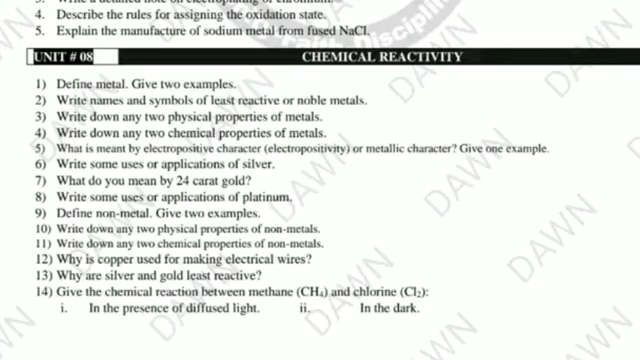 4. Describe the rules for assigning the oxidation state.
5. Explain the manufacture of sodium metal from fused NaCl.
UNIT # 08 CHEMICAL REACTIVITY
1) Define metal. Give two examples.
2) Write names and symbols of least reactive or noble metals.
3) Write down any two physical properties of metals.
4) Write down any two chemical properties of metals.
5) What is meant by electropositive character (electropositivity) or metallic character? Give one example.
6) Write some uses or applications of silver.
7) What do you mean by 24 carat gold?
8) Write some uses or applications of platinum.
9) Define non-metal. Give two examples.
10) Write down any two physical properties of non-metals.
11) Write down any two chemical properties of non-metals.
12) Why is copper used for making electrical wires?
13) Why are silver and gold least reactive?
14) Give the chemical reaction between methane (CH₄) and chlorine (Cl₂):
i. In the presence of diffused light. ii. In the dark.
DAWN
DAWN
DAWN
DAWN
DAWN
DAWN
DAWN
DAWN